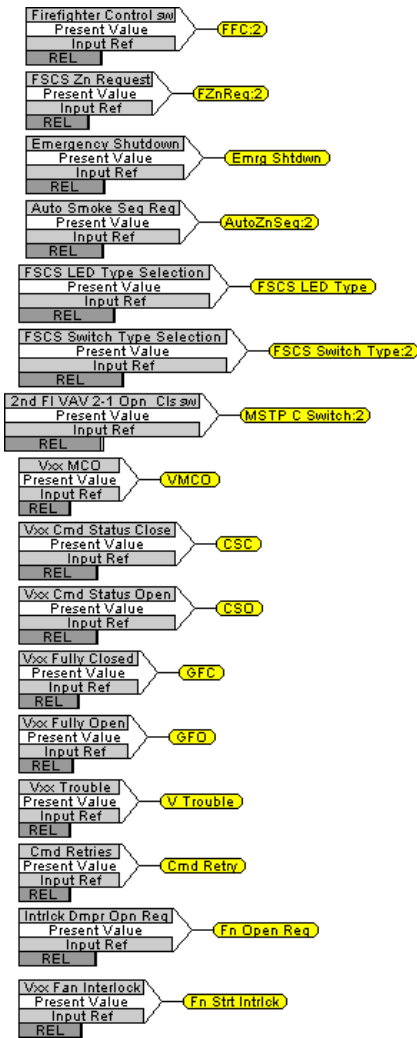 Firefighter Control sw
Present Value
Input Ref
REL
FFC:2
FSCS Zn Request
Present Value
Input Ref
REL
FZnReq:2
Emergency Shutdown
Present Value
Input Ref
REL
Emrg Shtdwn
Auto Smoke Seq Req
Present Value
Input Ref
REL
AutoZnSeq:2
FSCS LED Type Selection
Present Value
Input Ref
REL
FSCS LED Type
FSCS Switch Type Selection
Present Value
Input Ref
REL
FSCS Switch Type:2
2nd Fl VAV 2-1 Opn Cls sw
Present Value
Input Ref
REL
MSTP C Switch:2
Vxx MCO
Present Value
Input Ref
REL
VMCO
Vxx Cmd Status Close
Present Value
Input Ref
REL
CSC
Vxx Cmd Status Open
Present Value
Input Ref
REL
CSO
Vxx Fully Closed
Present Value
Input Ref
REL
GFC
Vxx Fully Open
Present Value
Input Ref
REL
GFO
Vxx Trouble
Present Value
Input Ref
REL
V Trouble
Cmd Retries
Present Value
Input Ref
REL
Cmd Retry
Intrlck Dmpr Opn Req
Present Value
Input Ref
REL
Fn Open Req
Vxx Fan Interlock
Present Value
Input Ref
REL
Fn Strt Intrlck